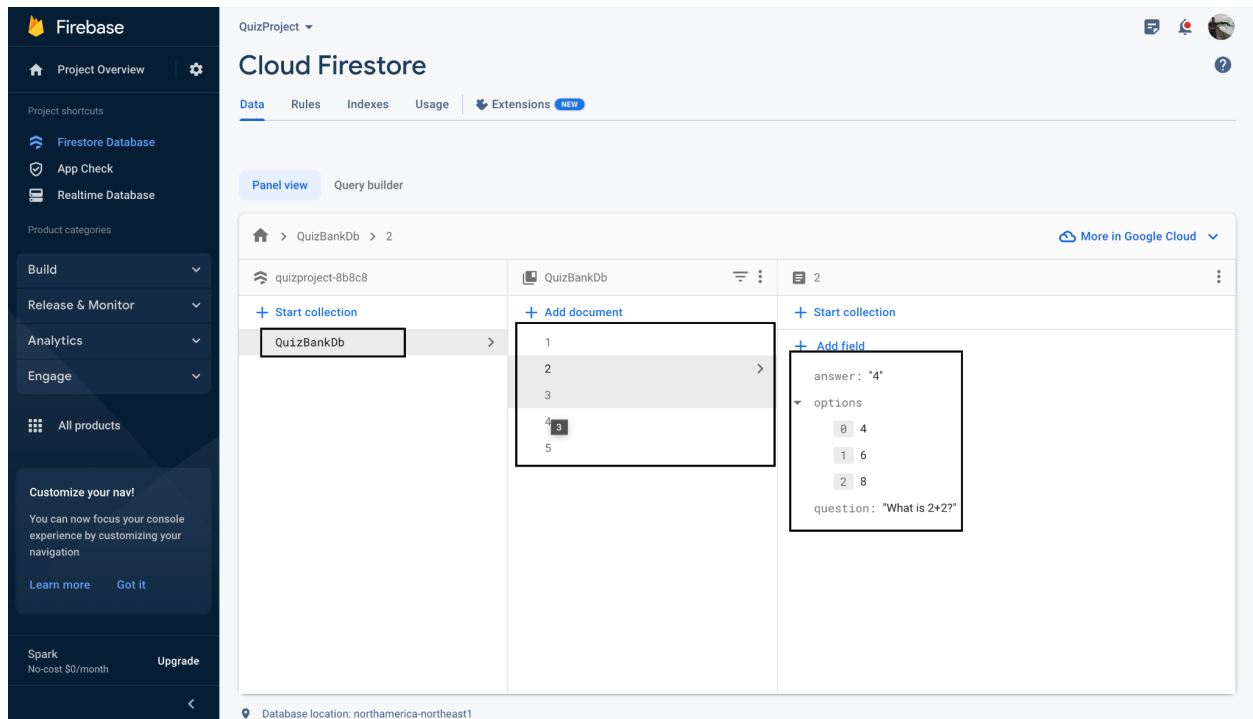 Firebase
Project Overview
Project shortcuts
Firestore Database
App Check
Realtime Database
Product categories
Build
Release & Monitor
Analytics
Engage
All products
Customize your nav!
You can now focus your console
experience by customizing your
navigation
Learn more Got it
Spark
No-cost $0/month
Upgrade
QuizProject
Cloud Firestore
Data Rules Indexes Usage Extensions NEW
Panel view Query builder
> QuizBankDb > 2
More in Google Cloud
quizproject-8b8c8
+ Start collection
QuizBankDb
QuizBankDb
+ Add document
1
2
3
4
3
5
2
+ Start collection
+ Add field
answer: "4"
options
0 4
1 6
2 8
question: "What is 2+2?"
Database location: northamerica-northeast1